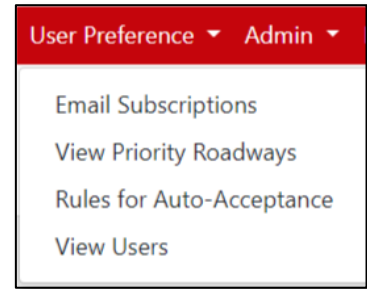 User Preference Admin
Email Subscriptions
View Priority Roadways
Rules for Auto-Acceptance
View Users